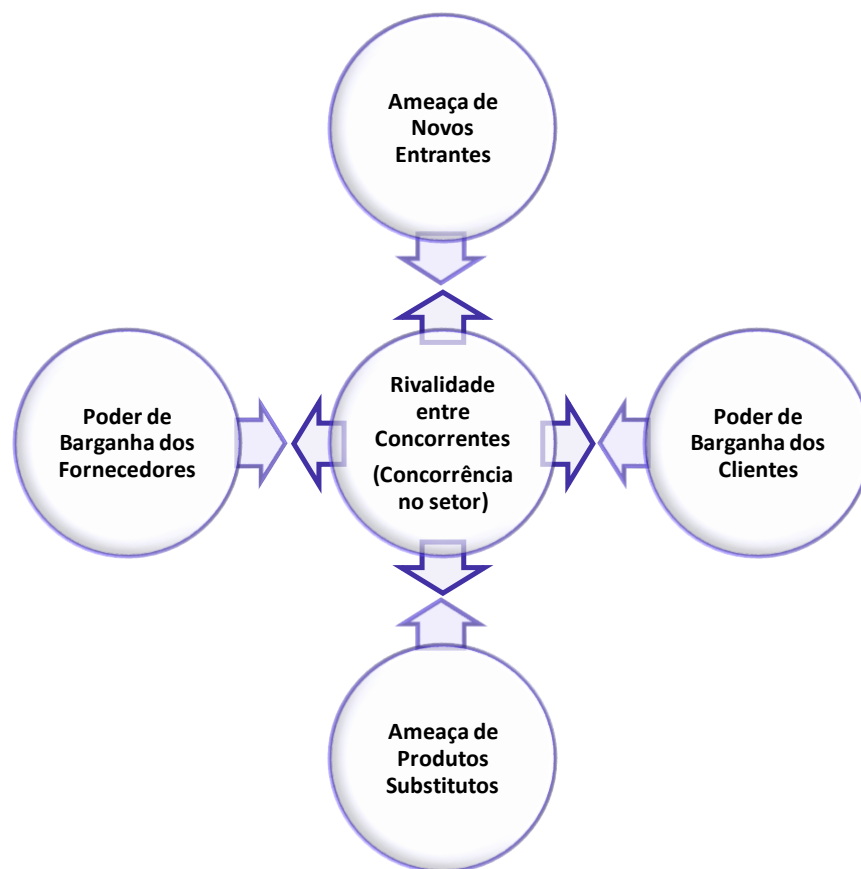 Ameaça de
Novos
Entrantes
Poder de
Barganha dos
Fornecedores
Rivalidade
entre
Concorrentes
(Concorrência
no setor)
Poder de
Barganha dos
Clientes
Ameaça de
Produtos
Substitutos